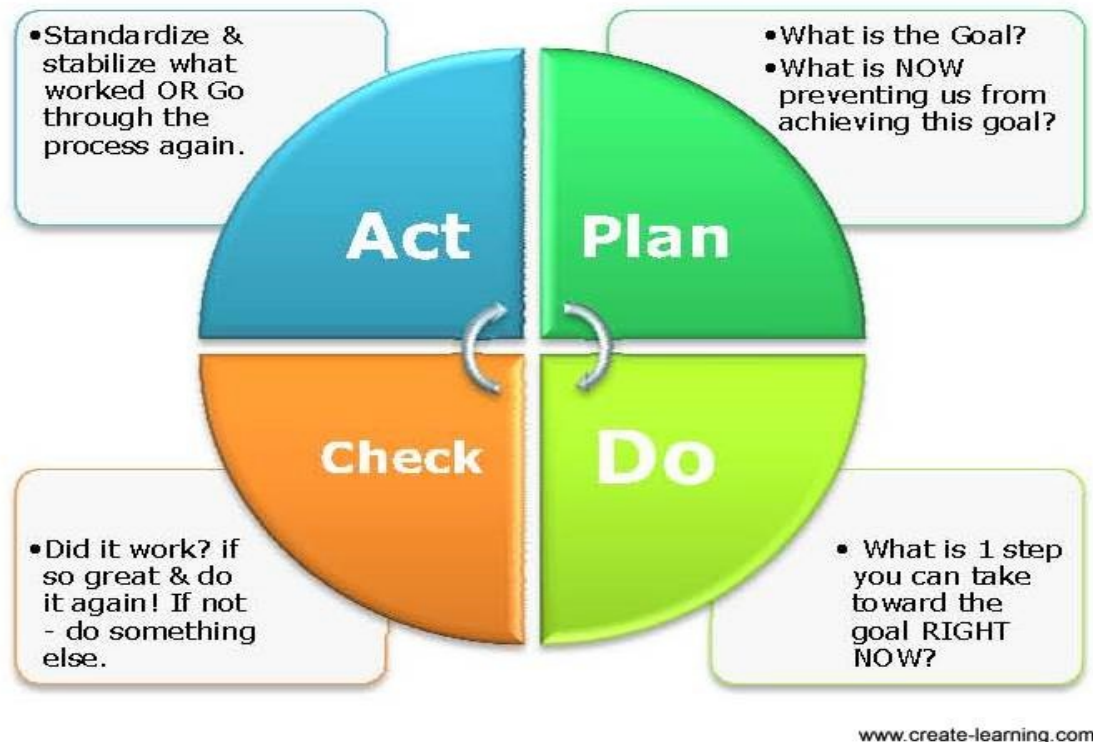 •Standardize &
stabilize what
worked OR Go
through the
process again.
•What is the Goal?
•What is NOW
preventing us from
achieving this goal?
Act
Plan
Check
Do
•Did it work? if
so great & do
it again! If not
- do something
else.
• What is 1 step
you can take
toward the
goal RIGHT
NOW?
www.create-learning.com